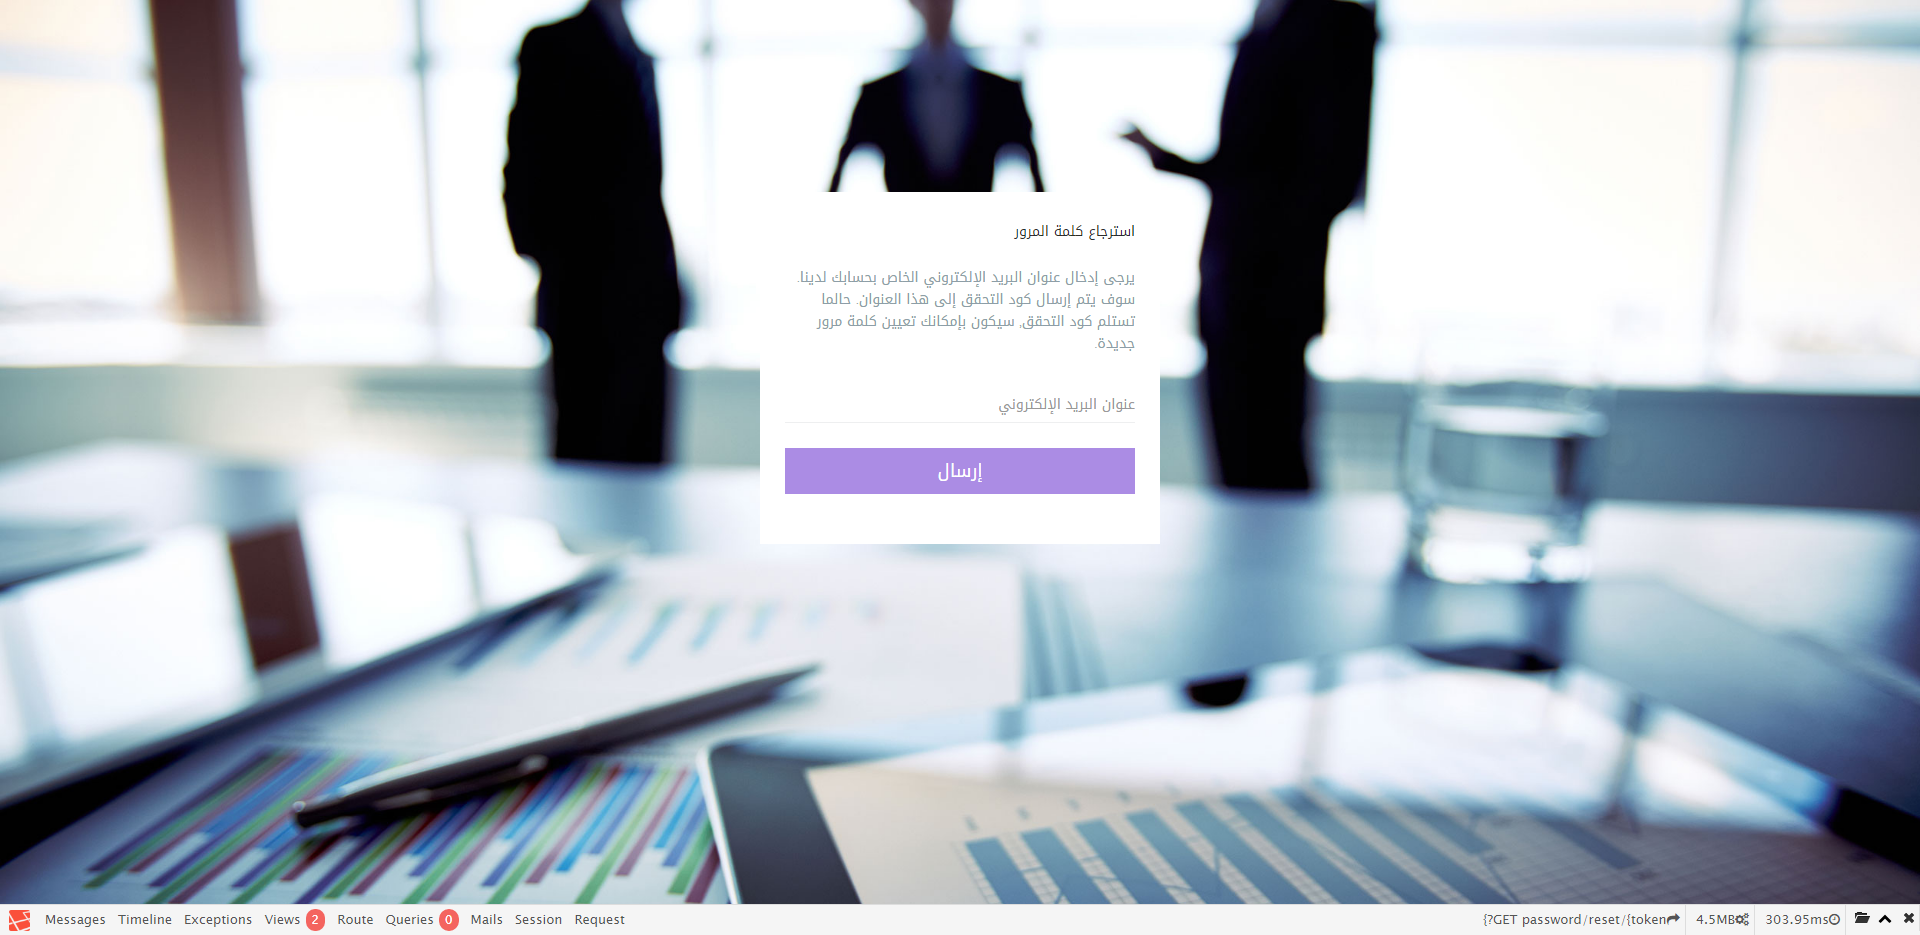 استرجاع كلمة المرور
يرجى إدخال عنوان البريد الإلكتروني الخاص بحسابك لدينا.
سوف يتم إرسال كود التحقق إلى هذا العنوان. حالما
تستلم كود التحقق, سيكون بإمكانك تعيين كلمة مرور
جديدة.
عنوان البريد الإلكتروني
إرسال
Messages Timeline Exceptions Views 2 Route Queries 0 Mails Session Request {?GET password/reset/{token 4.5MB 303.95ms